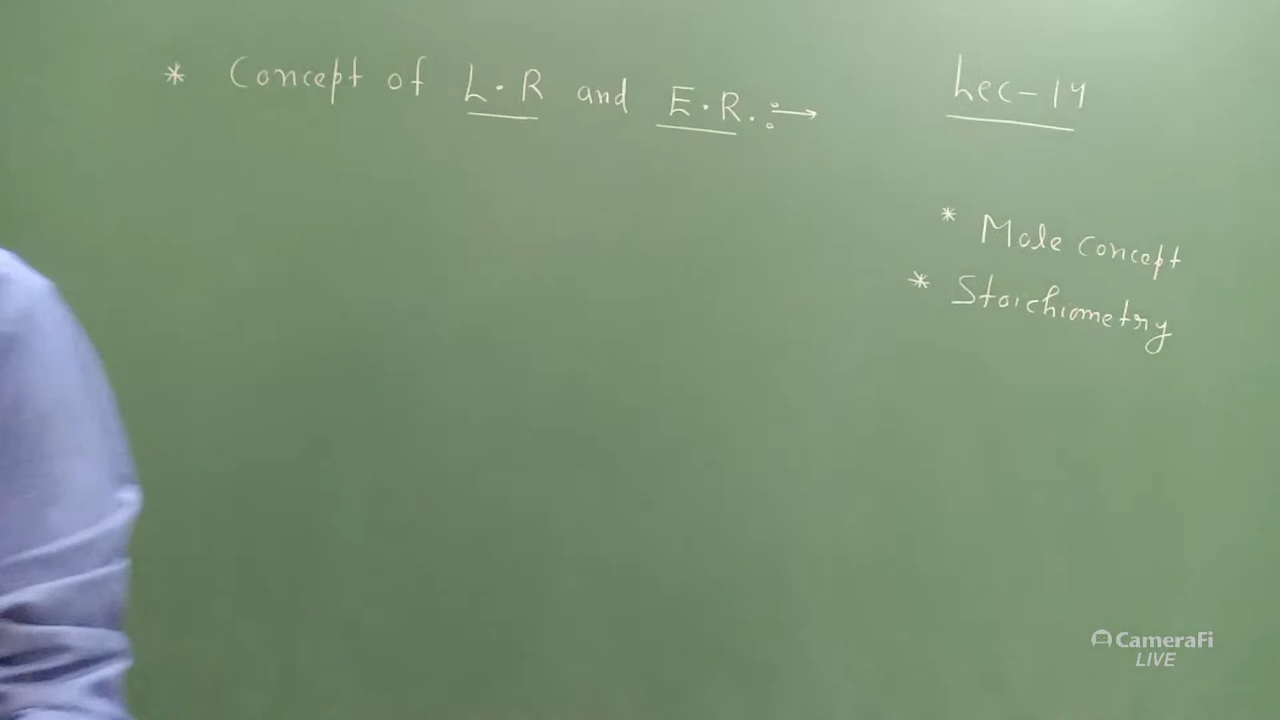 * Concept of L.R and E.R. :→
Lec-14
* Mole concept
* Stoichiometry
CameraFi
LIVE